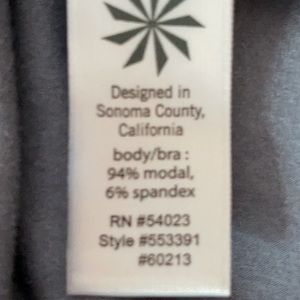 Designed in
Sonoma County,
California
body/bra :
94% modal,
6% spandex
RN #54023
Style #553391
#60213